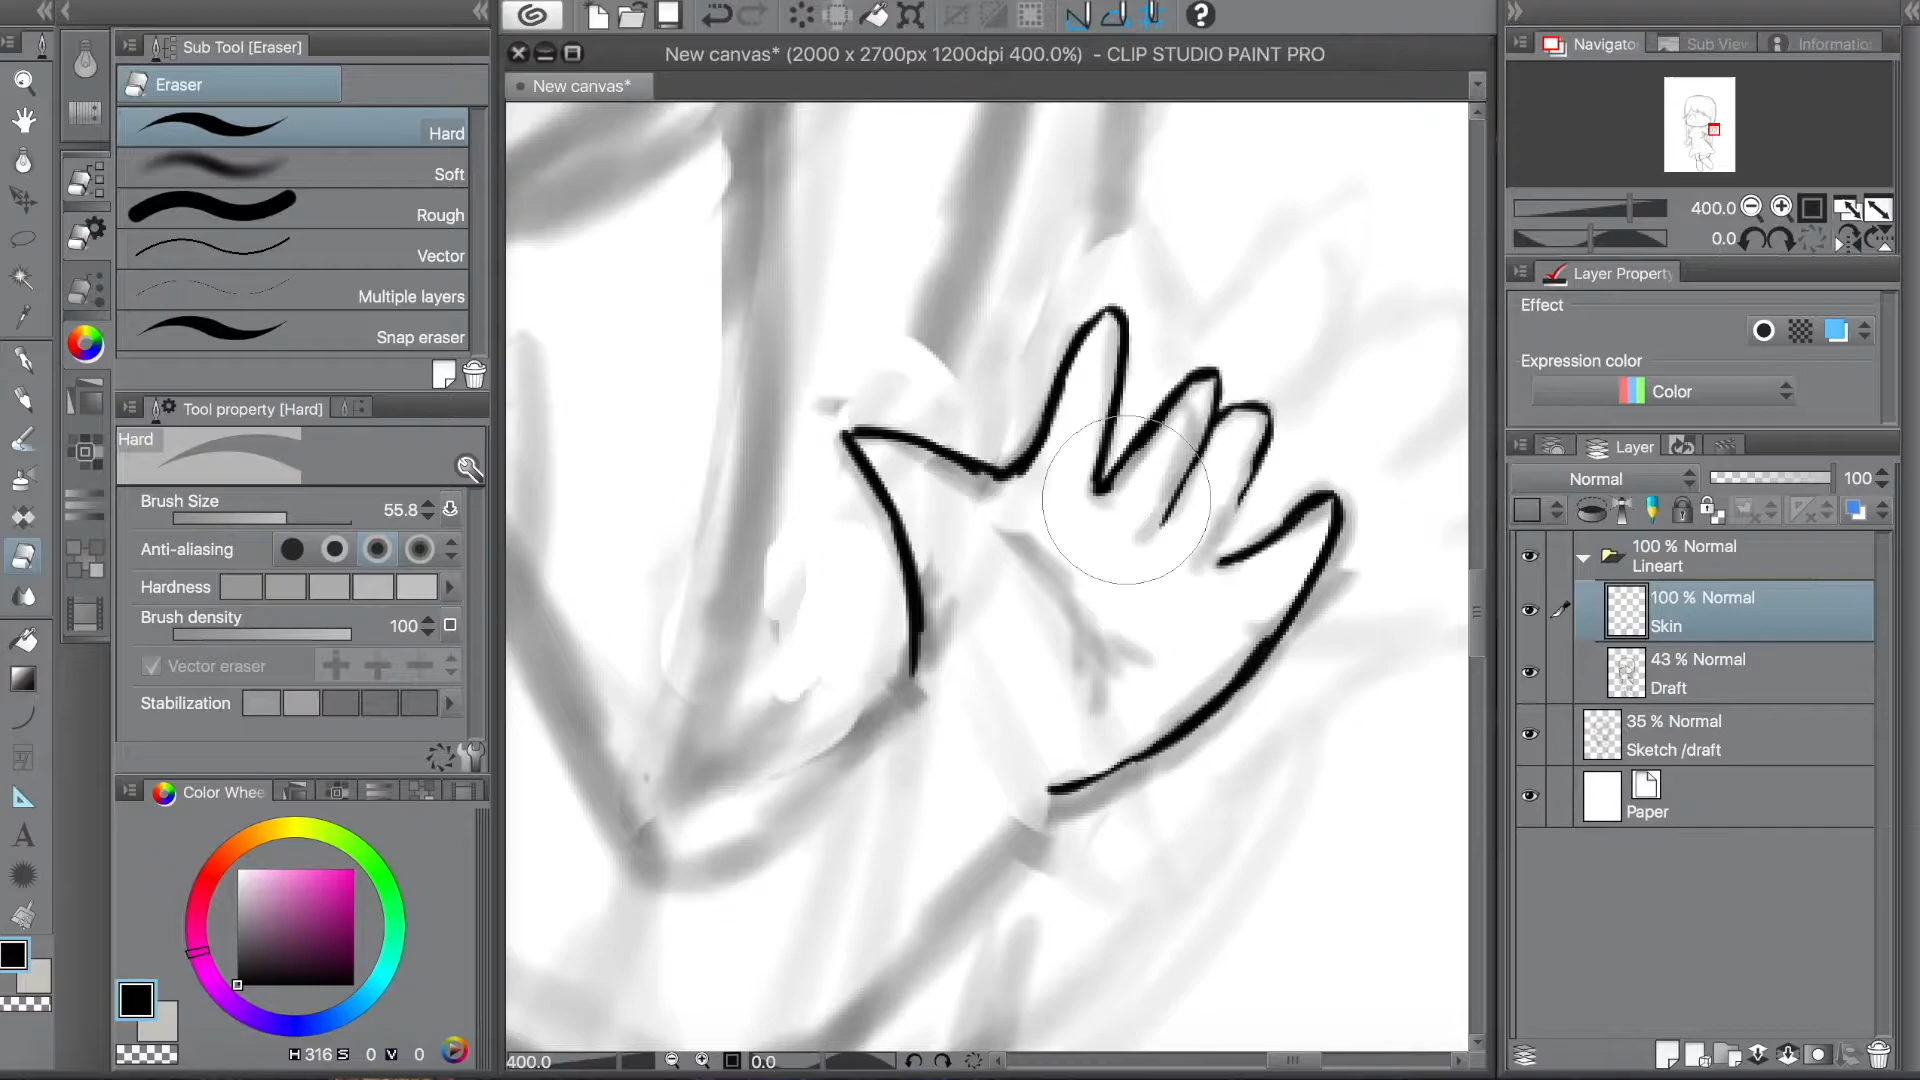 Sub Tool [Eraser]
Eraser
Hard
Soft
Rough
Vector
Multiple layers
Snap eraser
Tool property [Hard]
Hard
Brush Size 55.8
Anti-aliasing
Hardness
Brush density 100
Vector eraser
Stabilization
Color Whee
H 316 S 0 V 0
New canvas* (2000 x 2700px 1200dpi 400.0%) - CLIP STUDIO PAINT PRO
New canvas*
400.0 0.0
Navigato Sub View Informatio
400.0
0.0
Layer Property
Effect
Expression color
Color
Layer
Normal 100
100 % Normal
Lineart
100 % Normal
Skin
43 % Normal
Draft
35 % Normal
Sketch /draft
Paper